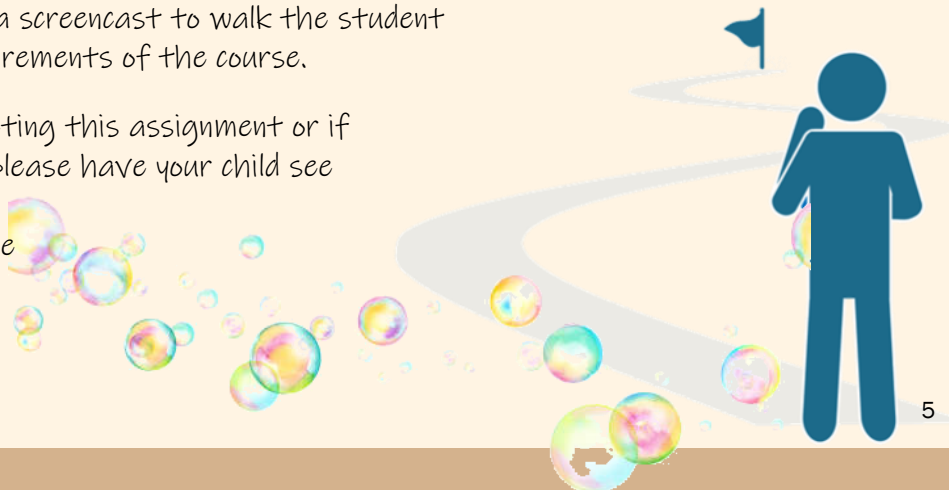 a screencast to walk the student
rements of the course.
ting this assignment or if
please have your child see
e
5